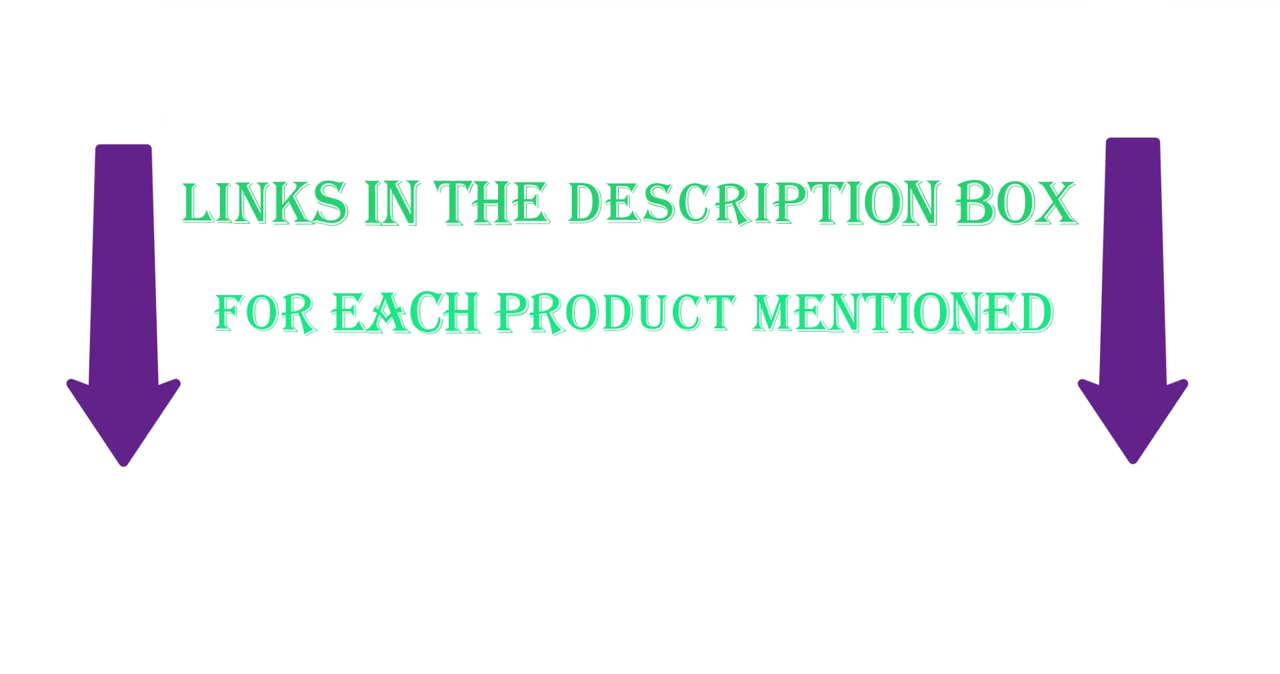 LINKS IN THE DESCRIPTION BOX
FOR EACH PRODUCT MENTIONED